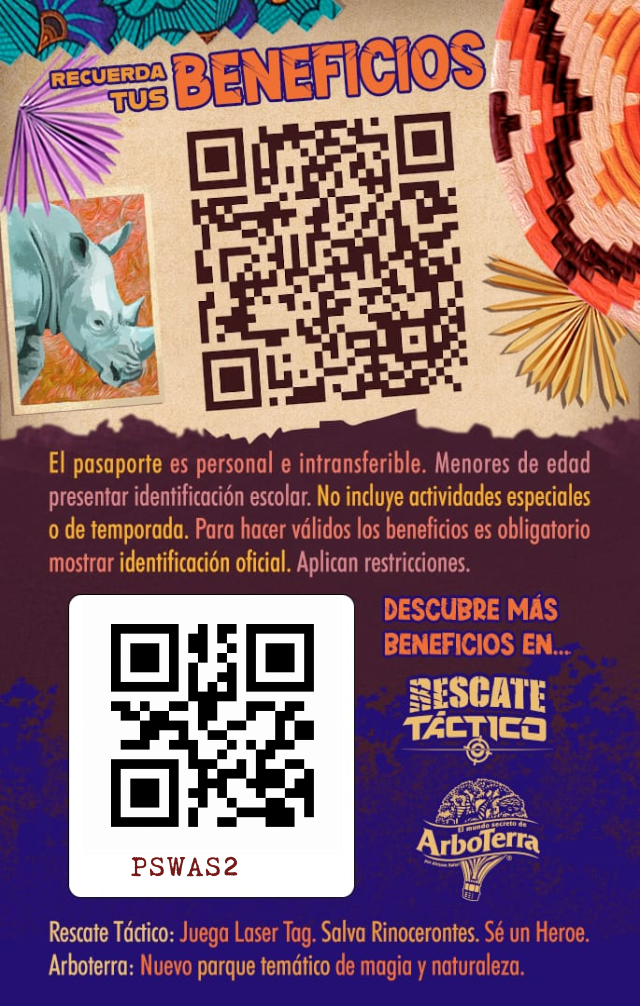 RECUERDA
TUS BENEFICIOS
El pasaporte es personal e intransferible. Menores de edad
presentar identificación escolar. No incluye actividades especiales
o de temporada. Para hacer válidos los beneficios es obligatorio
mostrar identificación oficial. Aplican restricciones.
PSWAS2
DESCUBRE MÁS
BENEFICIOS EN...
RESCATE
TÁCTICO
El mundo secreto de
ArboTerra
Rescate Táctico: Juega Laser Tag. Salva Rinocerontes. Sé un Heroe.
Arboterra: Nuevo parque temático de magia y naturaleza.